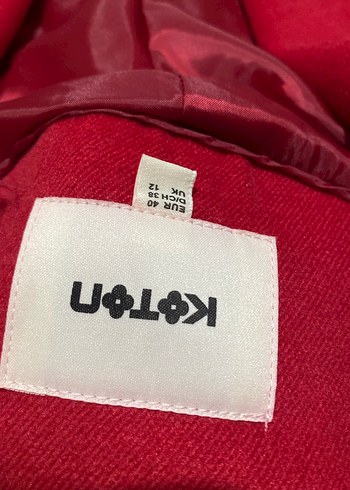 KOTON
EUR 40
D/CH 38
UK 12